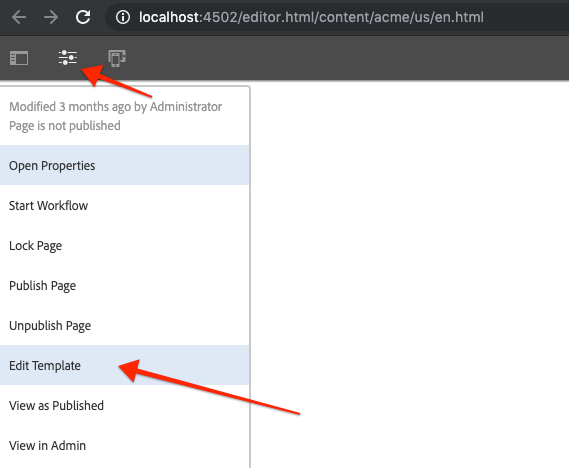 localhost:4502/editor.html/content/acme/us/en.html
Modified 3 months ago by Administrator
Page is not published
Open Properties
Start Workflow
Lock Page
Publish Page
Unpublish Page
Edit Template
View as Published
View in Admin